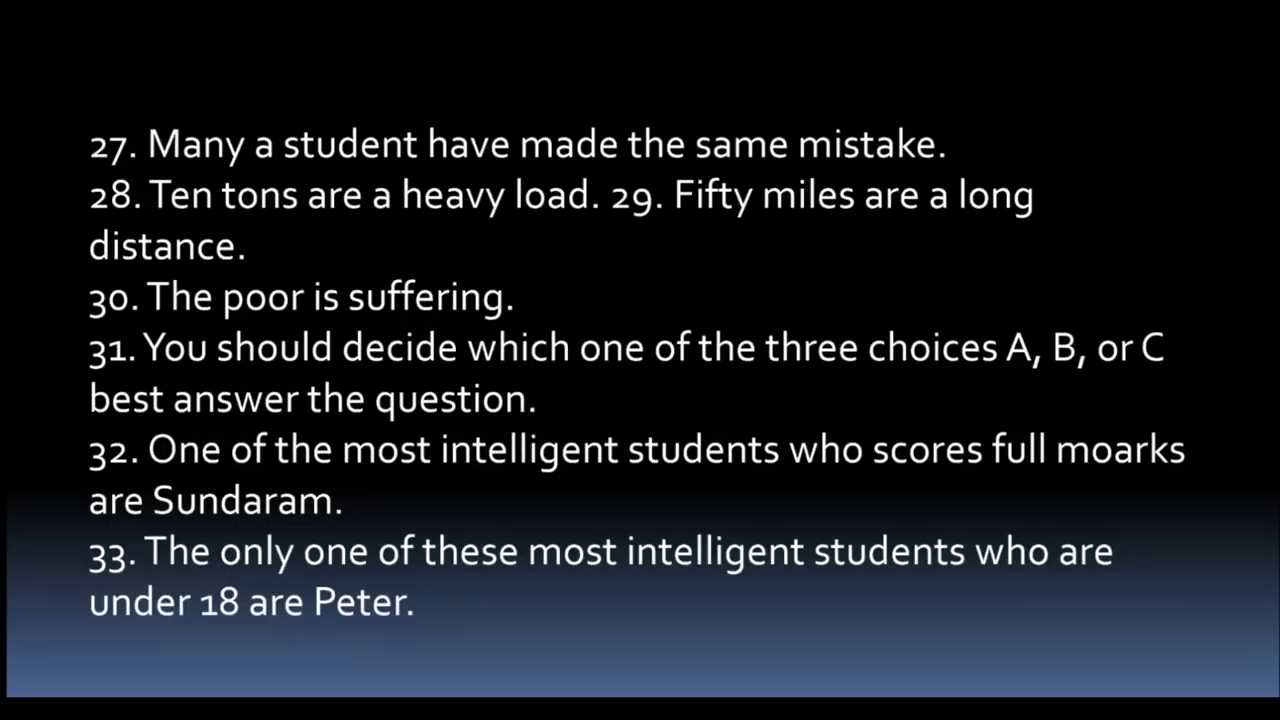 27. Many a student have made the same mistake.
28. Ten tons are a heavy load. 29. Fifty miles are a long
distance.
30. The poor is suffering.
31. You should decide which one of the three choices A, B, or C
best answer the question.
32. One of the most intelligent students who scores full moarks
are Sundaram.
33. The only one of these most intelligent students who are
under 18 are Peter.